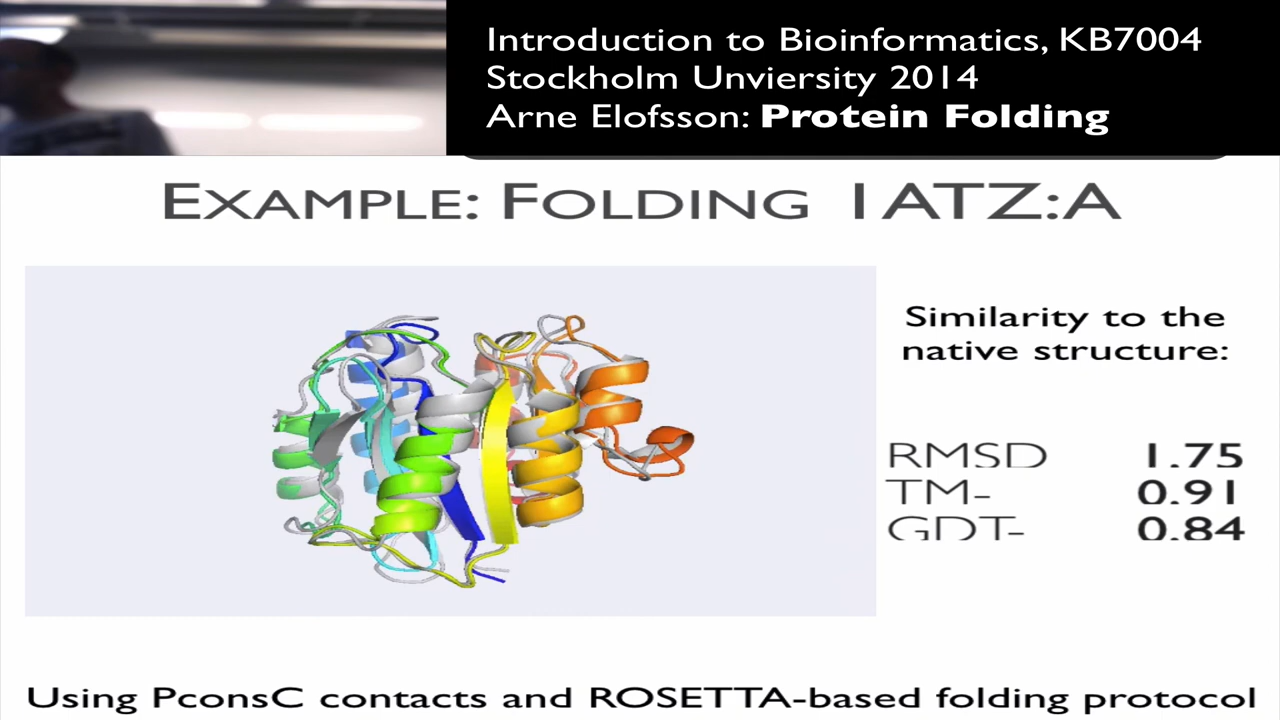 Introduction to Bioinformatics, KB7004
Stockholm Unviersity 2014
Arne Elofsson: Protein Folding
EXAMPLE: FOLDING 1ATZ:A
Similarity to the
native structure:
RMSD 1.75
TM- 0.91
GDT- 0.84
Using PconsC contacts and ROSETTA-based folding protocol